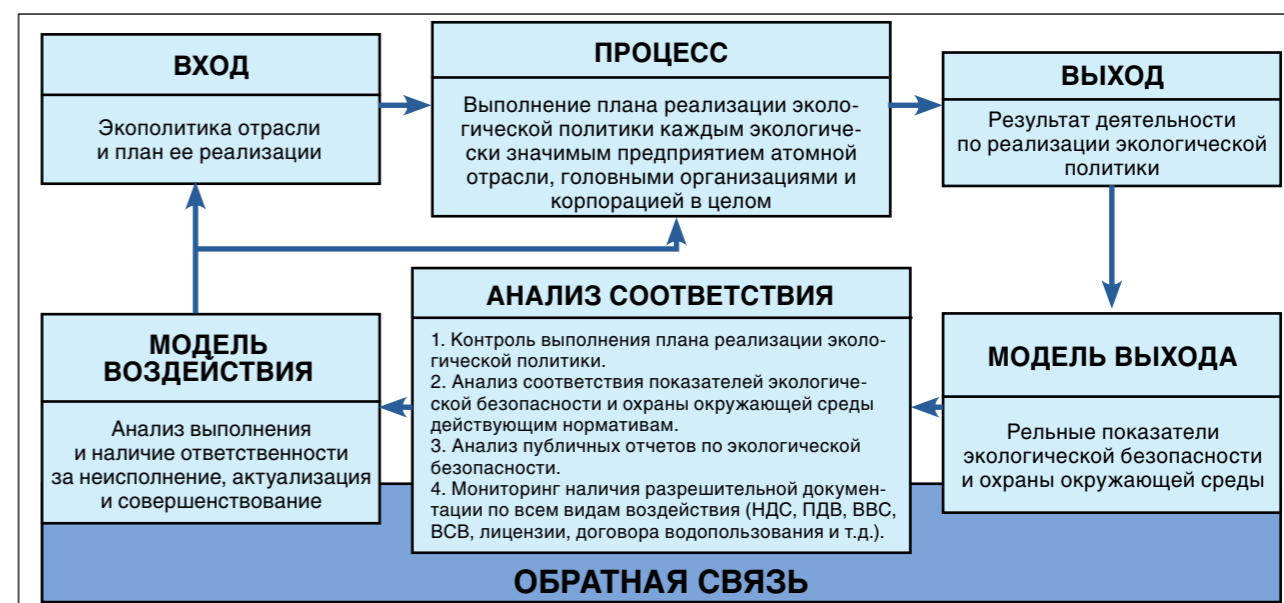 ВХОД
Экополитика отрасли
и план ее реализации
ПРОЦЕСС
Выполнение плана реализации эколо-
гической политики каждым экологиче-
ски значимым предприятием атомной
отрасли, головными организациями и
корпорацией в целом
ВЫХОД
Результат деятельности
по реализации экологической
политики
МОДЕЛЬ
ВОЗДЕЙСТВИЯ
Анализ выполнения
и наличие ответственности
за неисполнение, актуализация
и совершенствование
АНАЛИЗ СООТВЕТСТВИЯ
1. Контроль выполнения плана реализации эколо-
гической политики.
2. Анализ соответствия показателей экологиче-
ской безопасности и охраны окружающей среды
действующим нормативам.
3. Анализ публичных отчетов по экологической
безопасности.
4. Мониторинг наличия разрешительной докумен-
тации по всем видам воздействия (НДС, ПДВ, ВВС,
ВСВ, лицензии, договора водопользования и т.д.).
МОДЕЛЬ ВЫХОДА
Рельные показатели
экологической безопасности
и охраны окружающей среды
ОБРАТНАЯ СВЯЗЬ